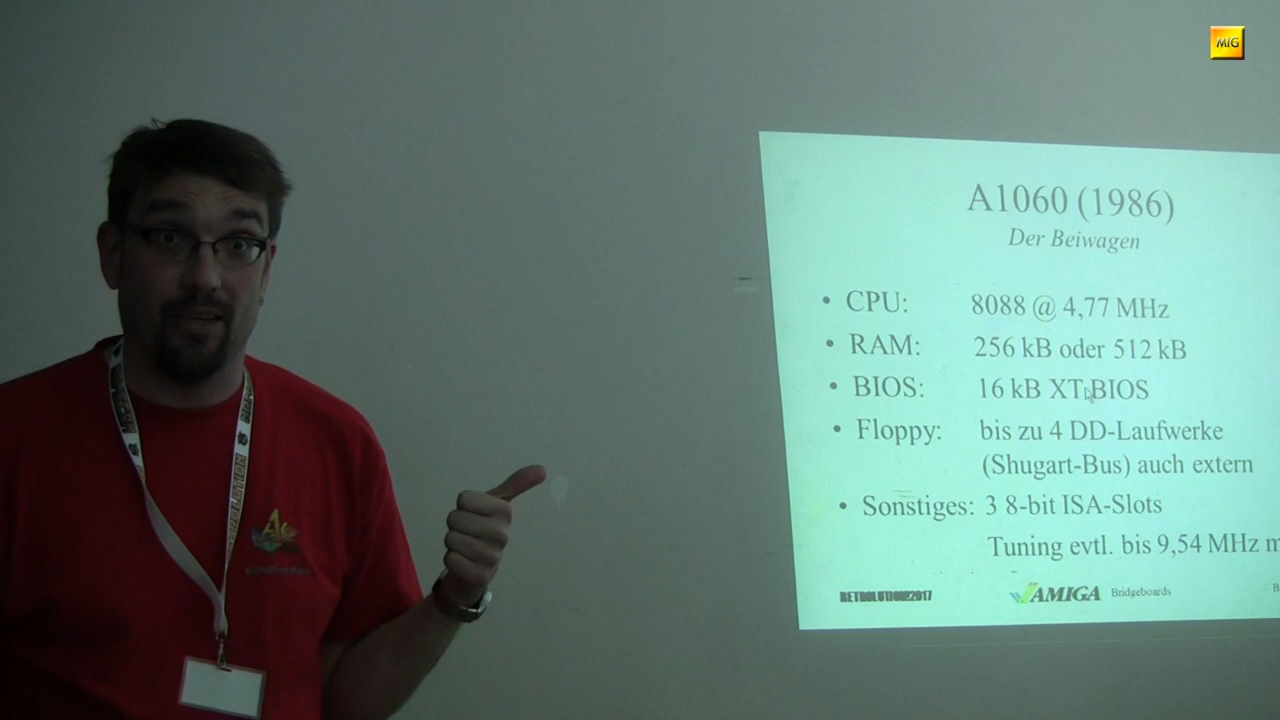 MIG
A1060 (1986)
Der Beiwagen
• CPU: 8088 @ 4,77 MHz
• RAM: 256 kB oder 512 kB
• BIOS: 16 kB XT-BIOS
• Floppy: bis zu 4 DD-Laufwerke
(Shugart-Bus) auch extern
• Sonstiges: 3 8-bit ISA-Slots
Tuning evtl. bis 9,54 MHz m
RETROLUTION!2017 AMIGA Bridgeboards B